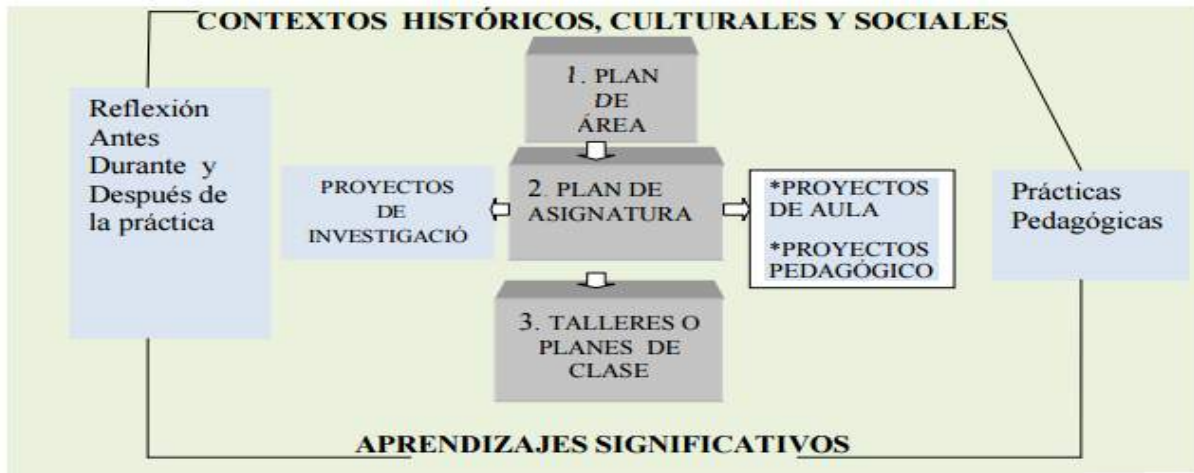 CONTEXTOS HISTÓRICOS, CULTURALES Y SOCIALES
1. PLAN
DE
ÁREA
Reflexión
Antes
Durante y
Después de
la práctica
PROYECTOS
DE
INVESTIGACIÓ
2. PLAN DE
ASIGNATURA
*PROYECTOS
DE AULA
*PROYECTOS
PEDAGÓGICO
Prácticas
Pedagógicas
3. TALLERES O
PLANES DE
CLASE
APRENDIZAJES SIGNIFICATIVOS